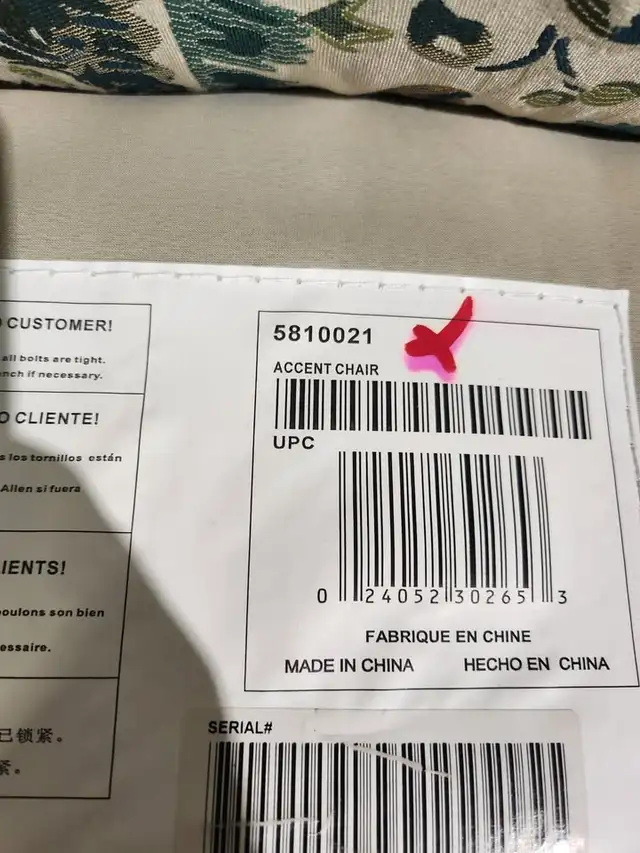 O CUSTOMER!
all bolts are tight.
if necessary.
O CLIENTE!
los tornillos están
Allen si fuera
IENTS!
boulons son bien
essaire.
已锁紧。
紧。
5810021
ACCENT CHAIR
UPC
0 24052 30265 3
FABRIQUE EN CHINE
MADE IN CHINA HECHO EN CHINA
SERIAL#